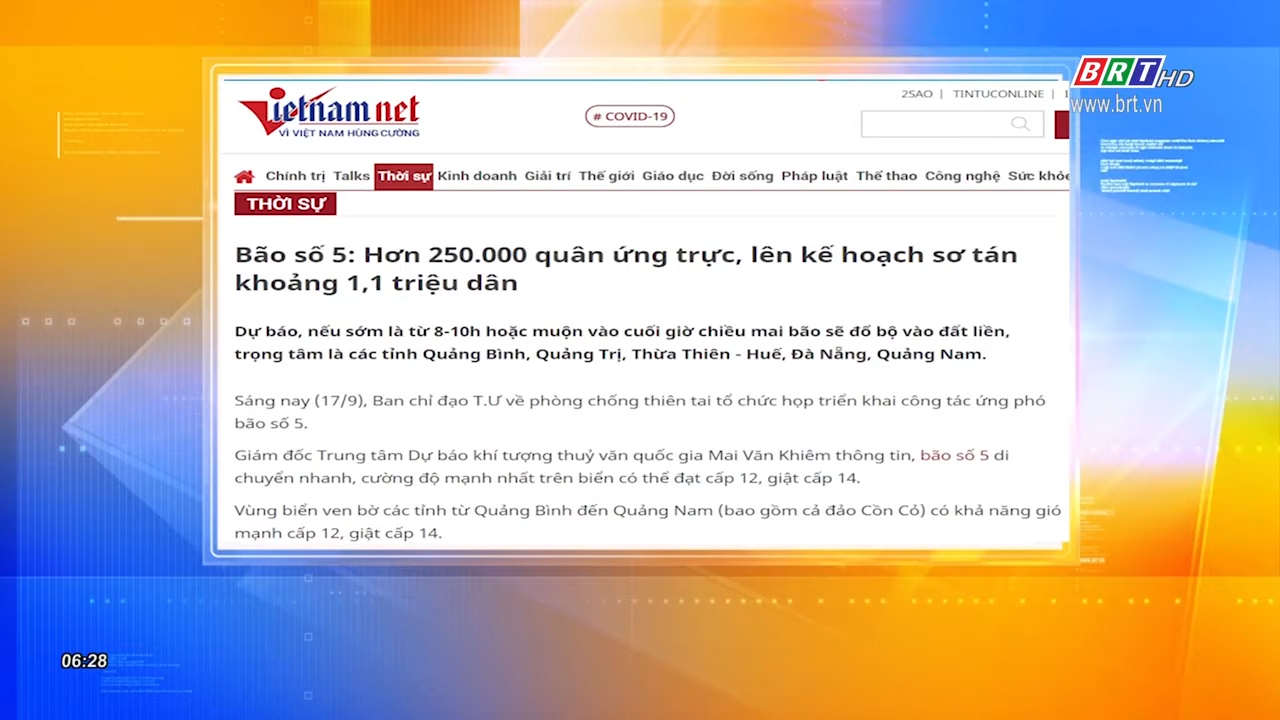 BRT HD
www.brt.vn
2SAO | TINTUCONLINE |
Vietnamnet
VÌ VIỆT NAM HÙNG CƯỜNG
# COVID-19
Chính trị Talks Thời sự Kinh doanh Giải trí Thế giới Giáo dục Đời sống Pháp luật Thể thao Công nghệ Sức khỏe
THỜI SỰ
Bão số 5: Hơn 250.000 quân ứng trực, lên kế hoạch sơ tán
khoảng 1,1 triệu dân
Dự báo, nếu sớm là từ 8-10h hoặc muộn vào cuối giờ chiều mai bão sẽ đổ bộ vào đất liền,
trọng tâm là các tỉnh Quảng Bình, Quảng Trị, Thừa Thiên - Huế, Đà Nẵng, Quảng Nam.
Sáng nay (17/9), Ban chỉ đạo T.Ư về phòng chống thiên tai tổ chức họp triển khai công tác ứng phó
bão số 5.
Giám đốc Trung tâm Dự báo khí tượng thuỷ văn quốc gia Mai Văn Khiêm thông tin, bão số 5 di
chuyển nhanh, cường độ mạnh nhất trên biển có thể đạt cấp 12, giật cấp 14.
Vùng biển ven bờ các tỉnh từ Quảng Bình đến Quảng Nam (bao gồm cả đảo Cồn Cỏ) có khả năng gió
mạnh cấp 12, giật cấp 14.
06:28